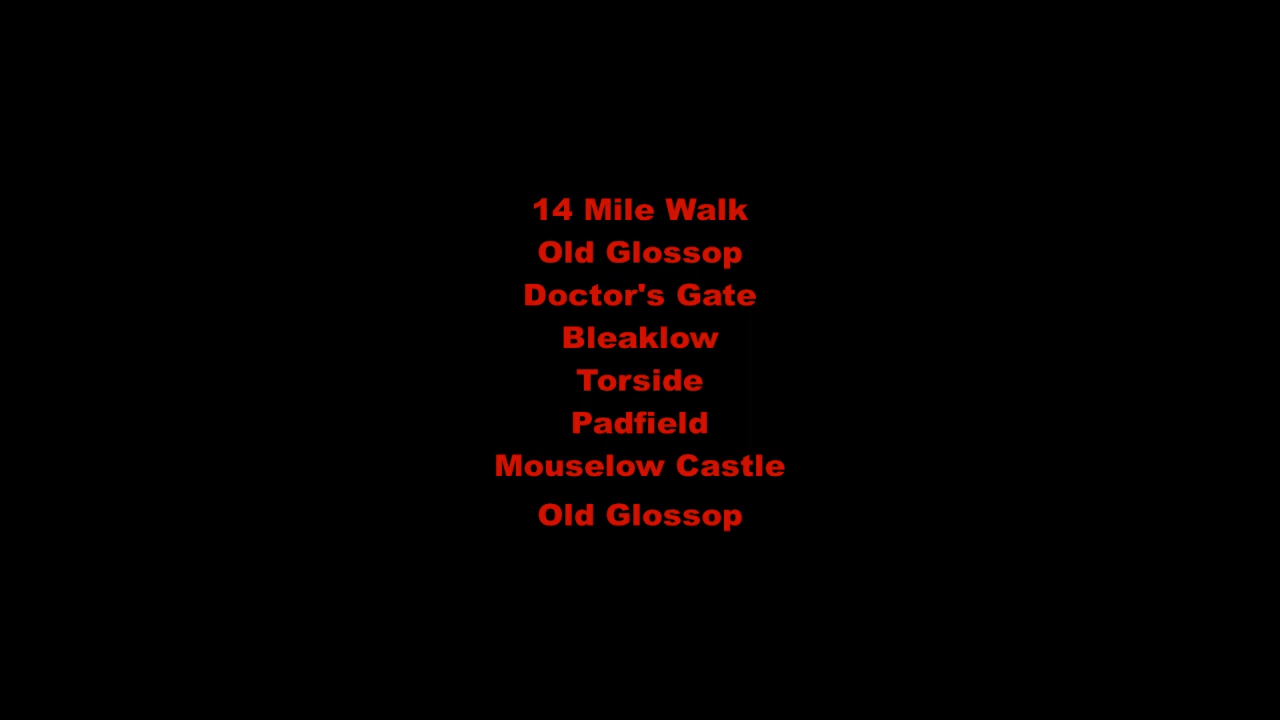 14 Mile Walk
Old Glossop
Doctor's Gate
Bleaklow
Torside
Padfield
Mouselow Castle
Old Glossop